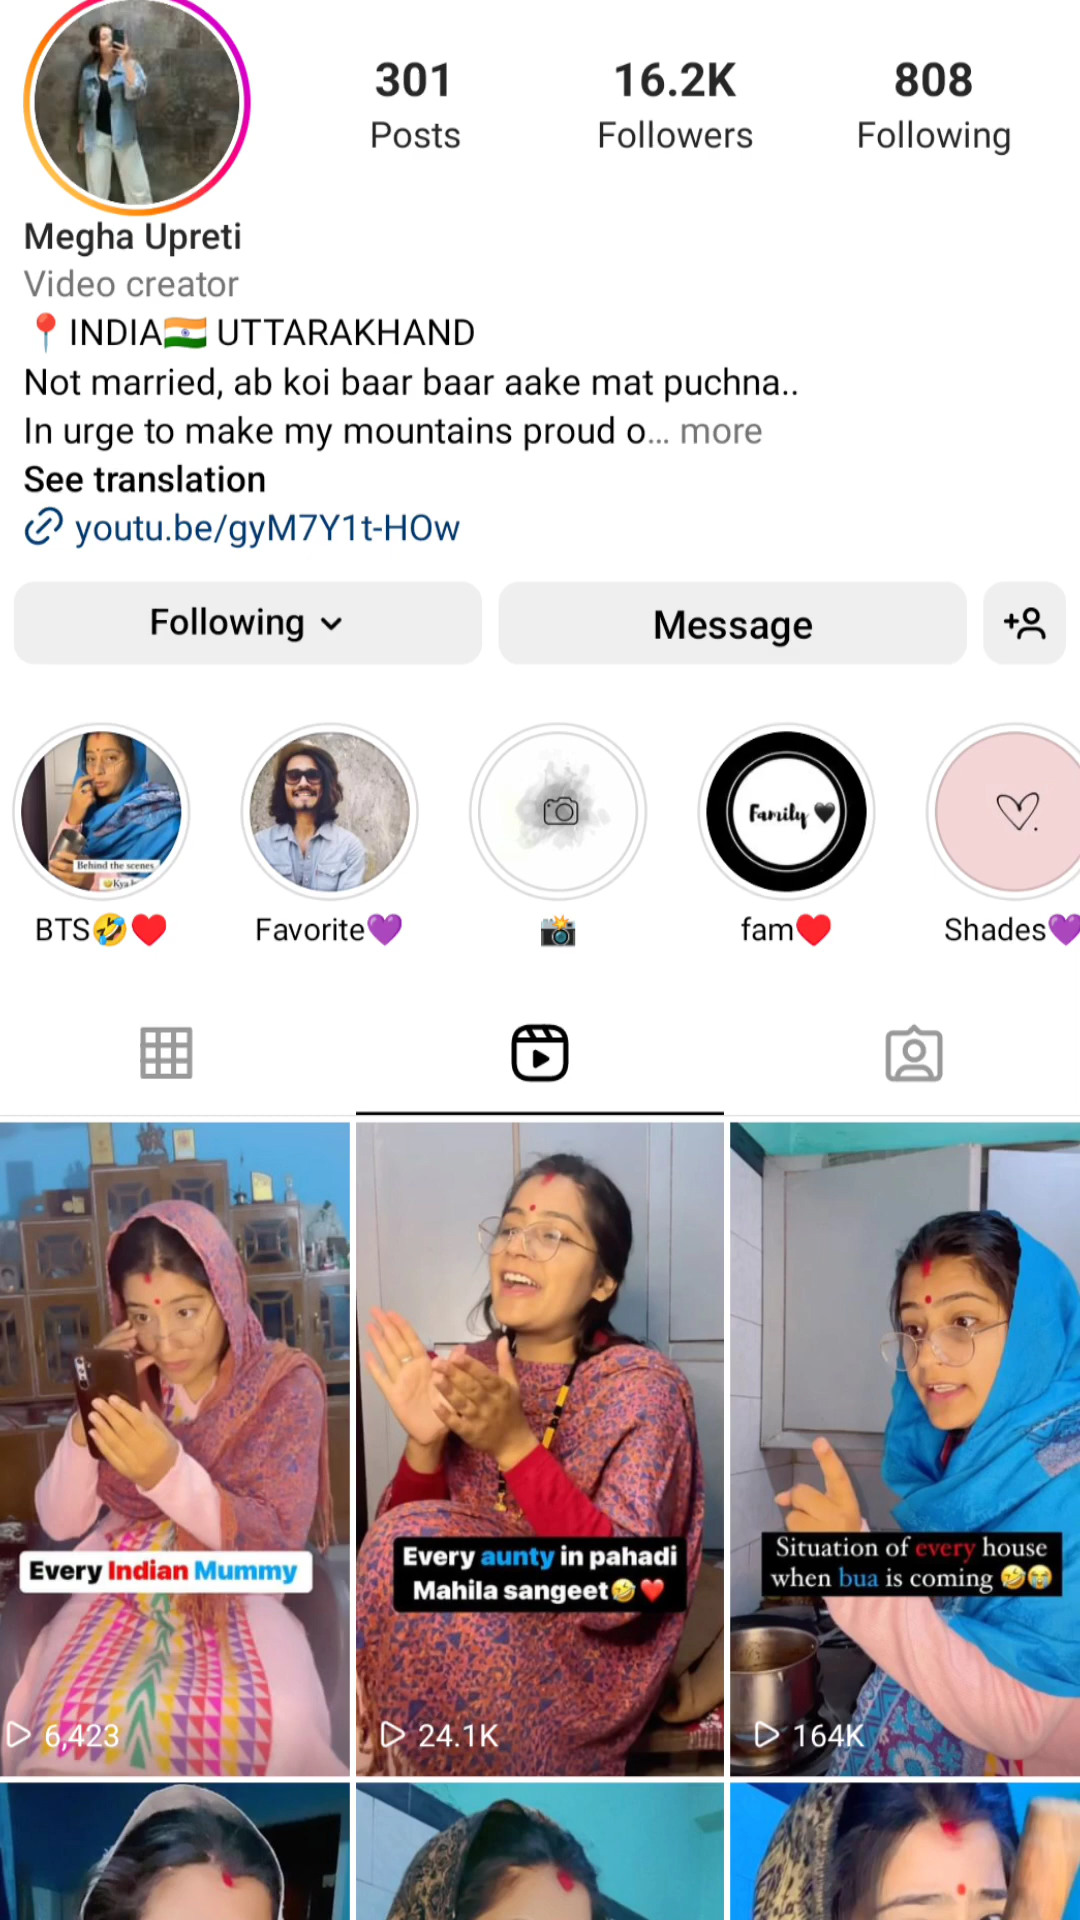 301 16.2K 808
Posts Followers Following
Megha Upreti
Video creator
📍INDIA🇮🇳 UTTARAKHAND
Not married, ab koi baar baar aake mat puchna..
In urge to make my mountains proud o... more
See translation
youtu.be/gyM7Y1t-HOw
Following Message
Behind the scenes
Family 🖤
BTS🤣❤️ Favorite💜 📸 fam❤️ Shades💜
Every Indian Mummy
Every aunty in pahadi
Mahila sangeet🤣❤️
Situation of every house
when bua is coming 🤣😭
6,423 24.1K 164K